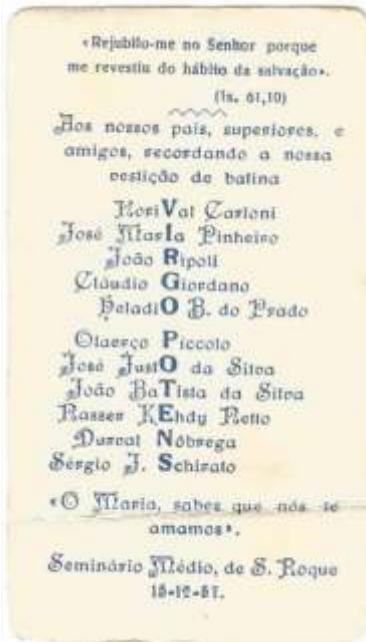 «Rejubilo-me no Senhor porque
me revestiu do hábito da salvação».
(Is. 61,10)
Aos nossos pais, superiores, e
amigos, recordando a nossa
vestição de batina
NoriVal Carloni
José MarIa Pinheiro
João Ripoli
Cláudio Giordano
HeladiO B. do Prado
Olaerço Piccolo
José JustO da Silva
João BaTista da Silva
Nasser KEhdy Netto
Durval Nóbrega
Sérgio J. Schirato
«O Maria, sabes que nós te
amamos».
Seminário Médio, de S. Roque
15-12-57.